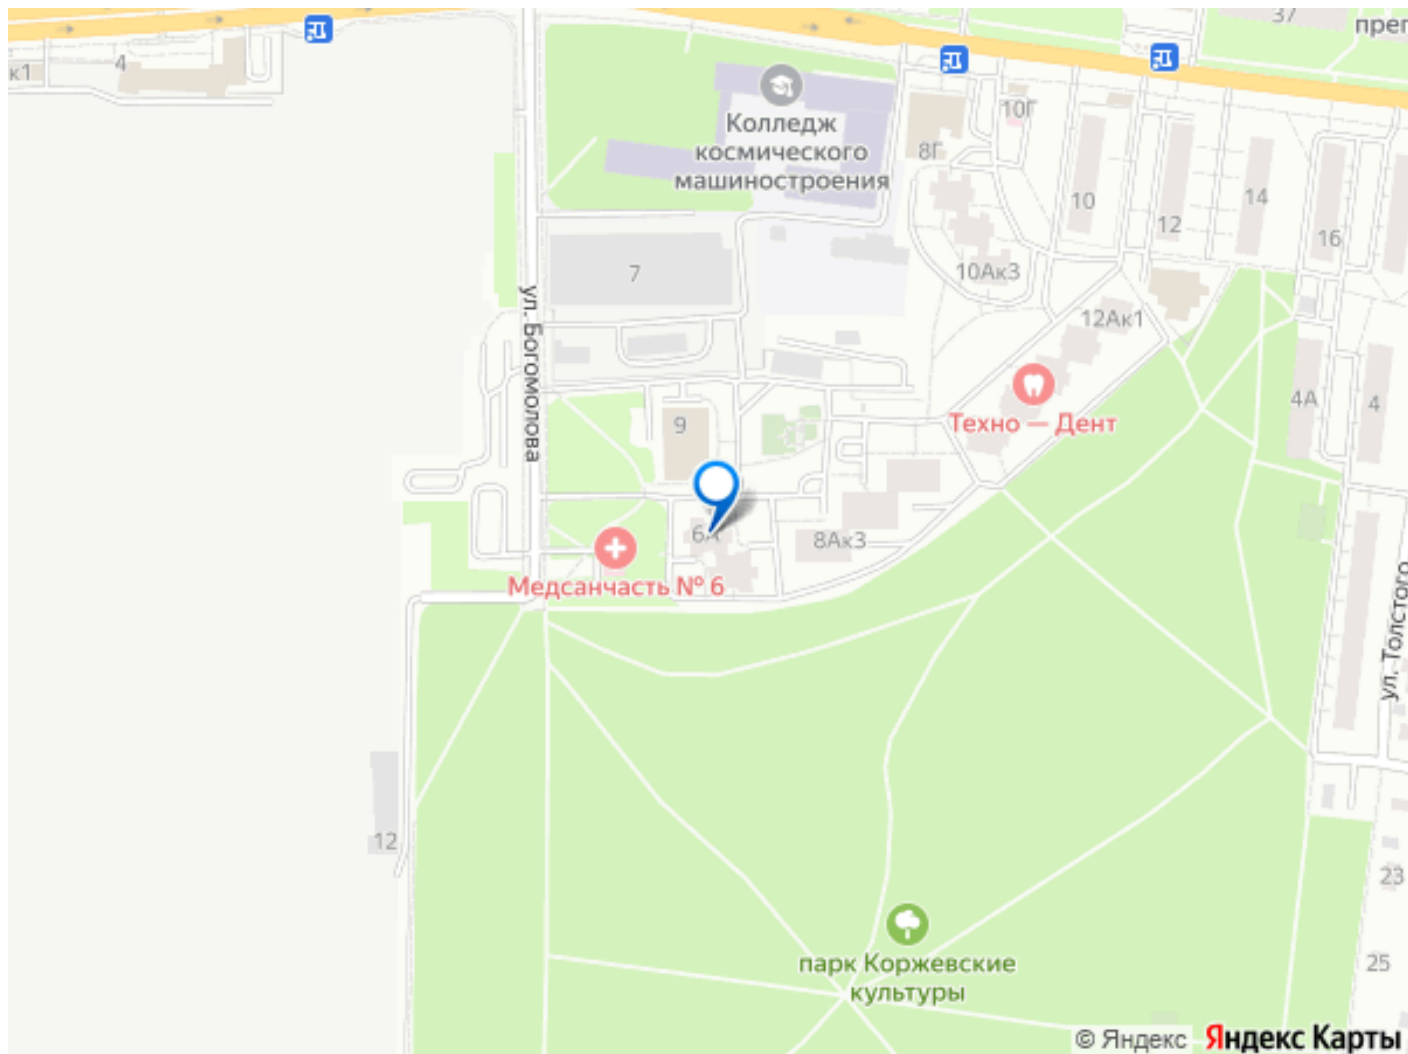 37
преп
к1
4
Колледж
космического
машиностроения
10Г
8Г
10
12
14
16
10Ак3
7
ул. Богомолова
12Ак1
Техно — Дент
4А
4
9
6А
8Ак3
Медсанчасть № 6
ул. Толстого
12
23
25
парк Коржевские
культуры
© Яндекс Яндекс Карты